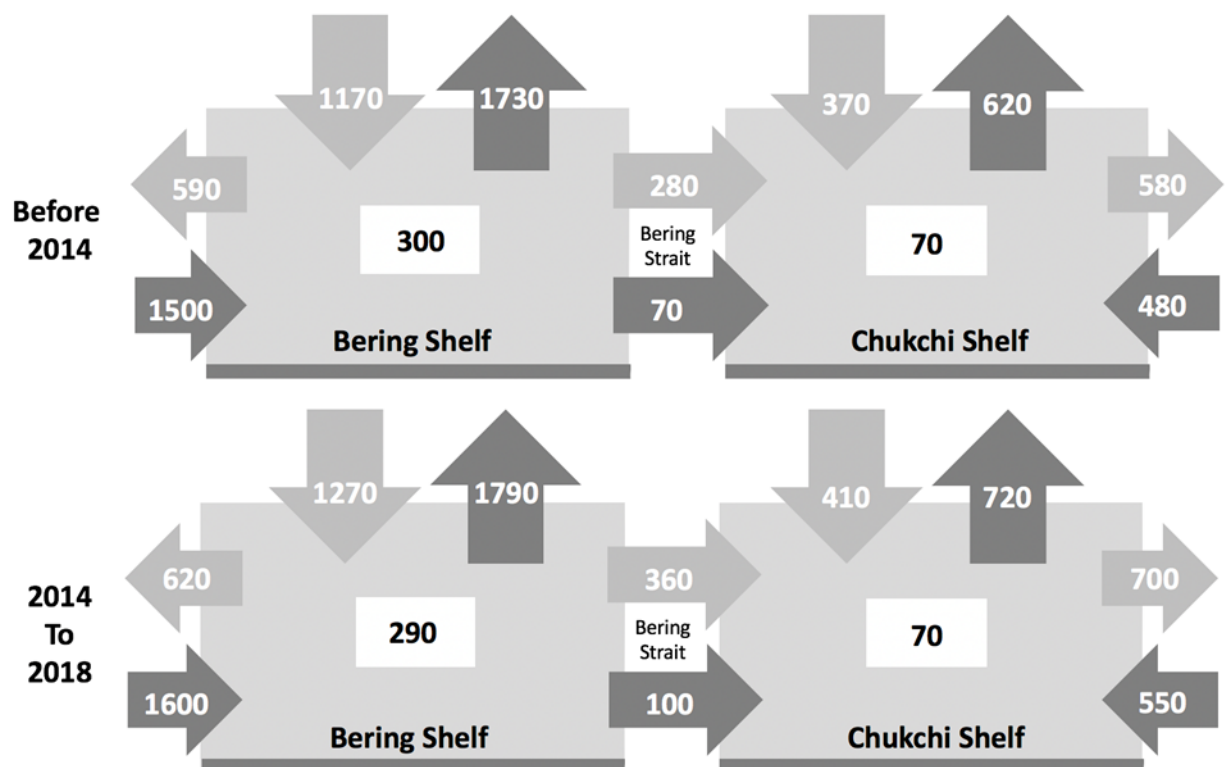 1170
1730
370
620
590
280
580
Before
2014
300
Bering
Strait
70
1500
70
480
Bering Shelf
Chukchi Shelf
1270
1790
410
720
620
360
700
2014
To
2018
290
Bering
Strait
70
1600
100
550
Bering Shelf
Chukchi Shelf